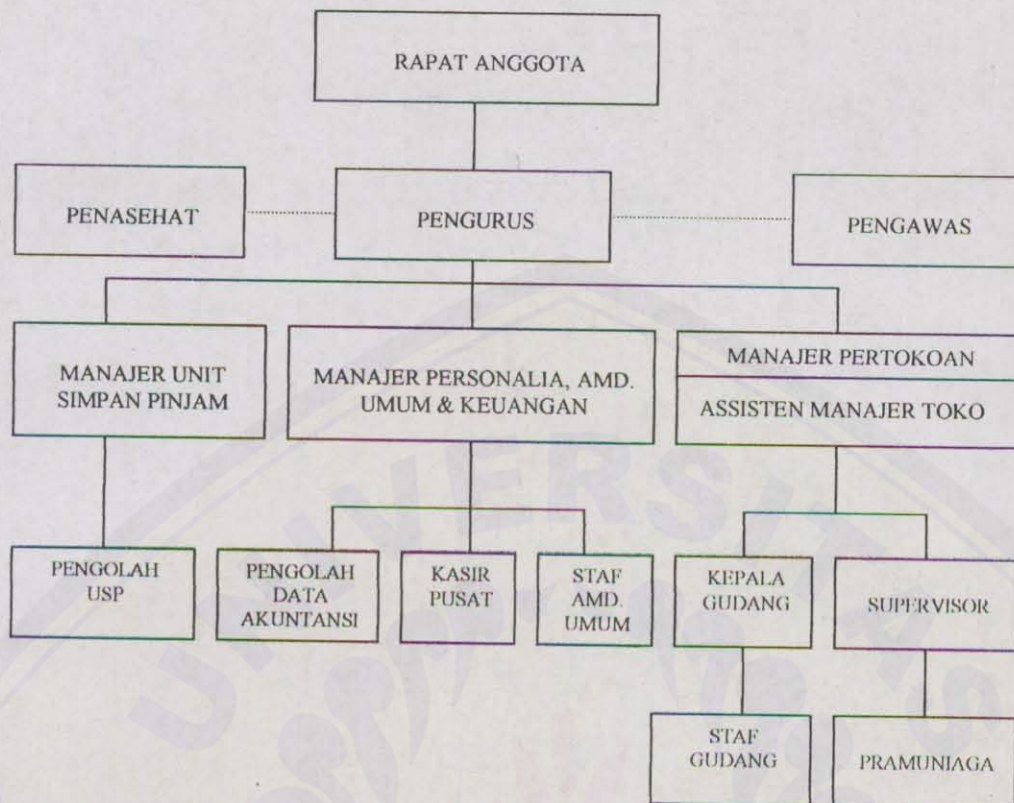 RAPAT ANGGOTA
PENASEHAT
PENGURUS
PENGAWAS
MANAJER UNIT
SIMPAN PINJAM
MANAJER PERSONALIA, AMD.
UMUM & KEUANGAN
MANAJER PERTOKOAN
ASSISTEN MANAJER TOKO
PENGOLAH
USP
PENGOLAH
DATA
AKUNTANSI
KASIR
PUSAT
STAF
AMD.
UMUM
KEPALA
GUDANG
SUPERVISOR
STAF
GUDANG
PRAMUNIAGA
UNIVERSITAS